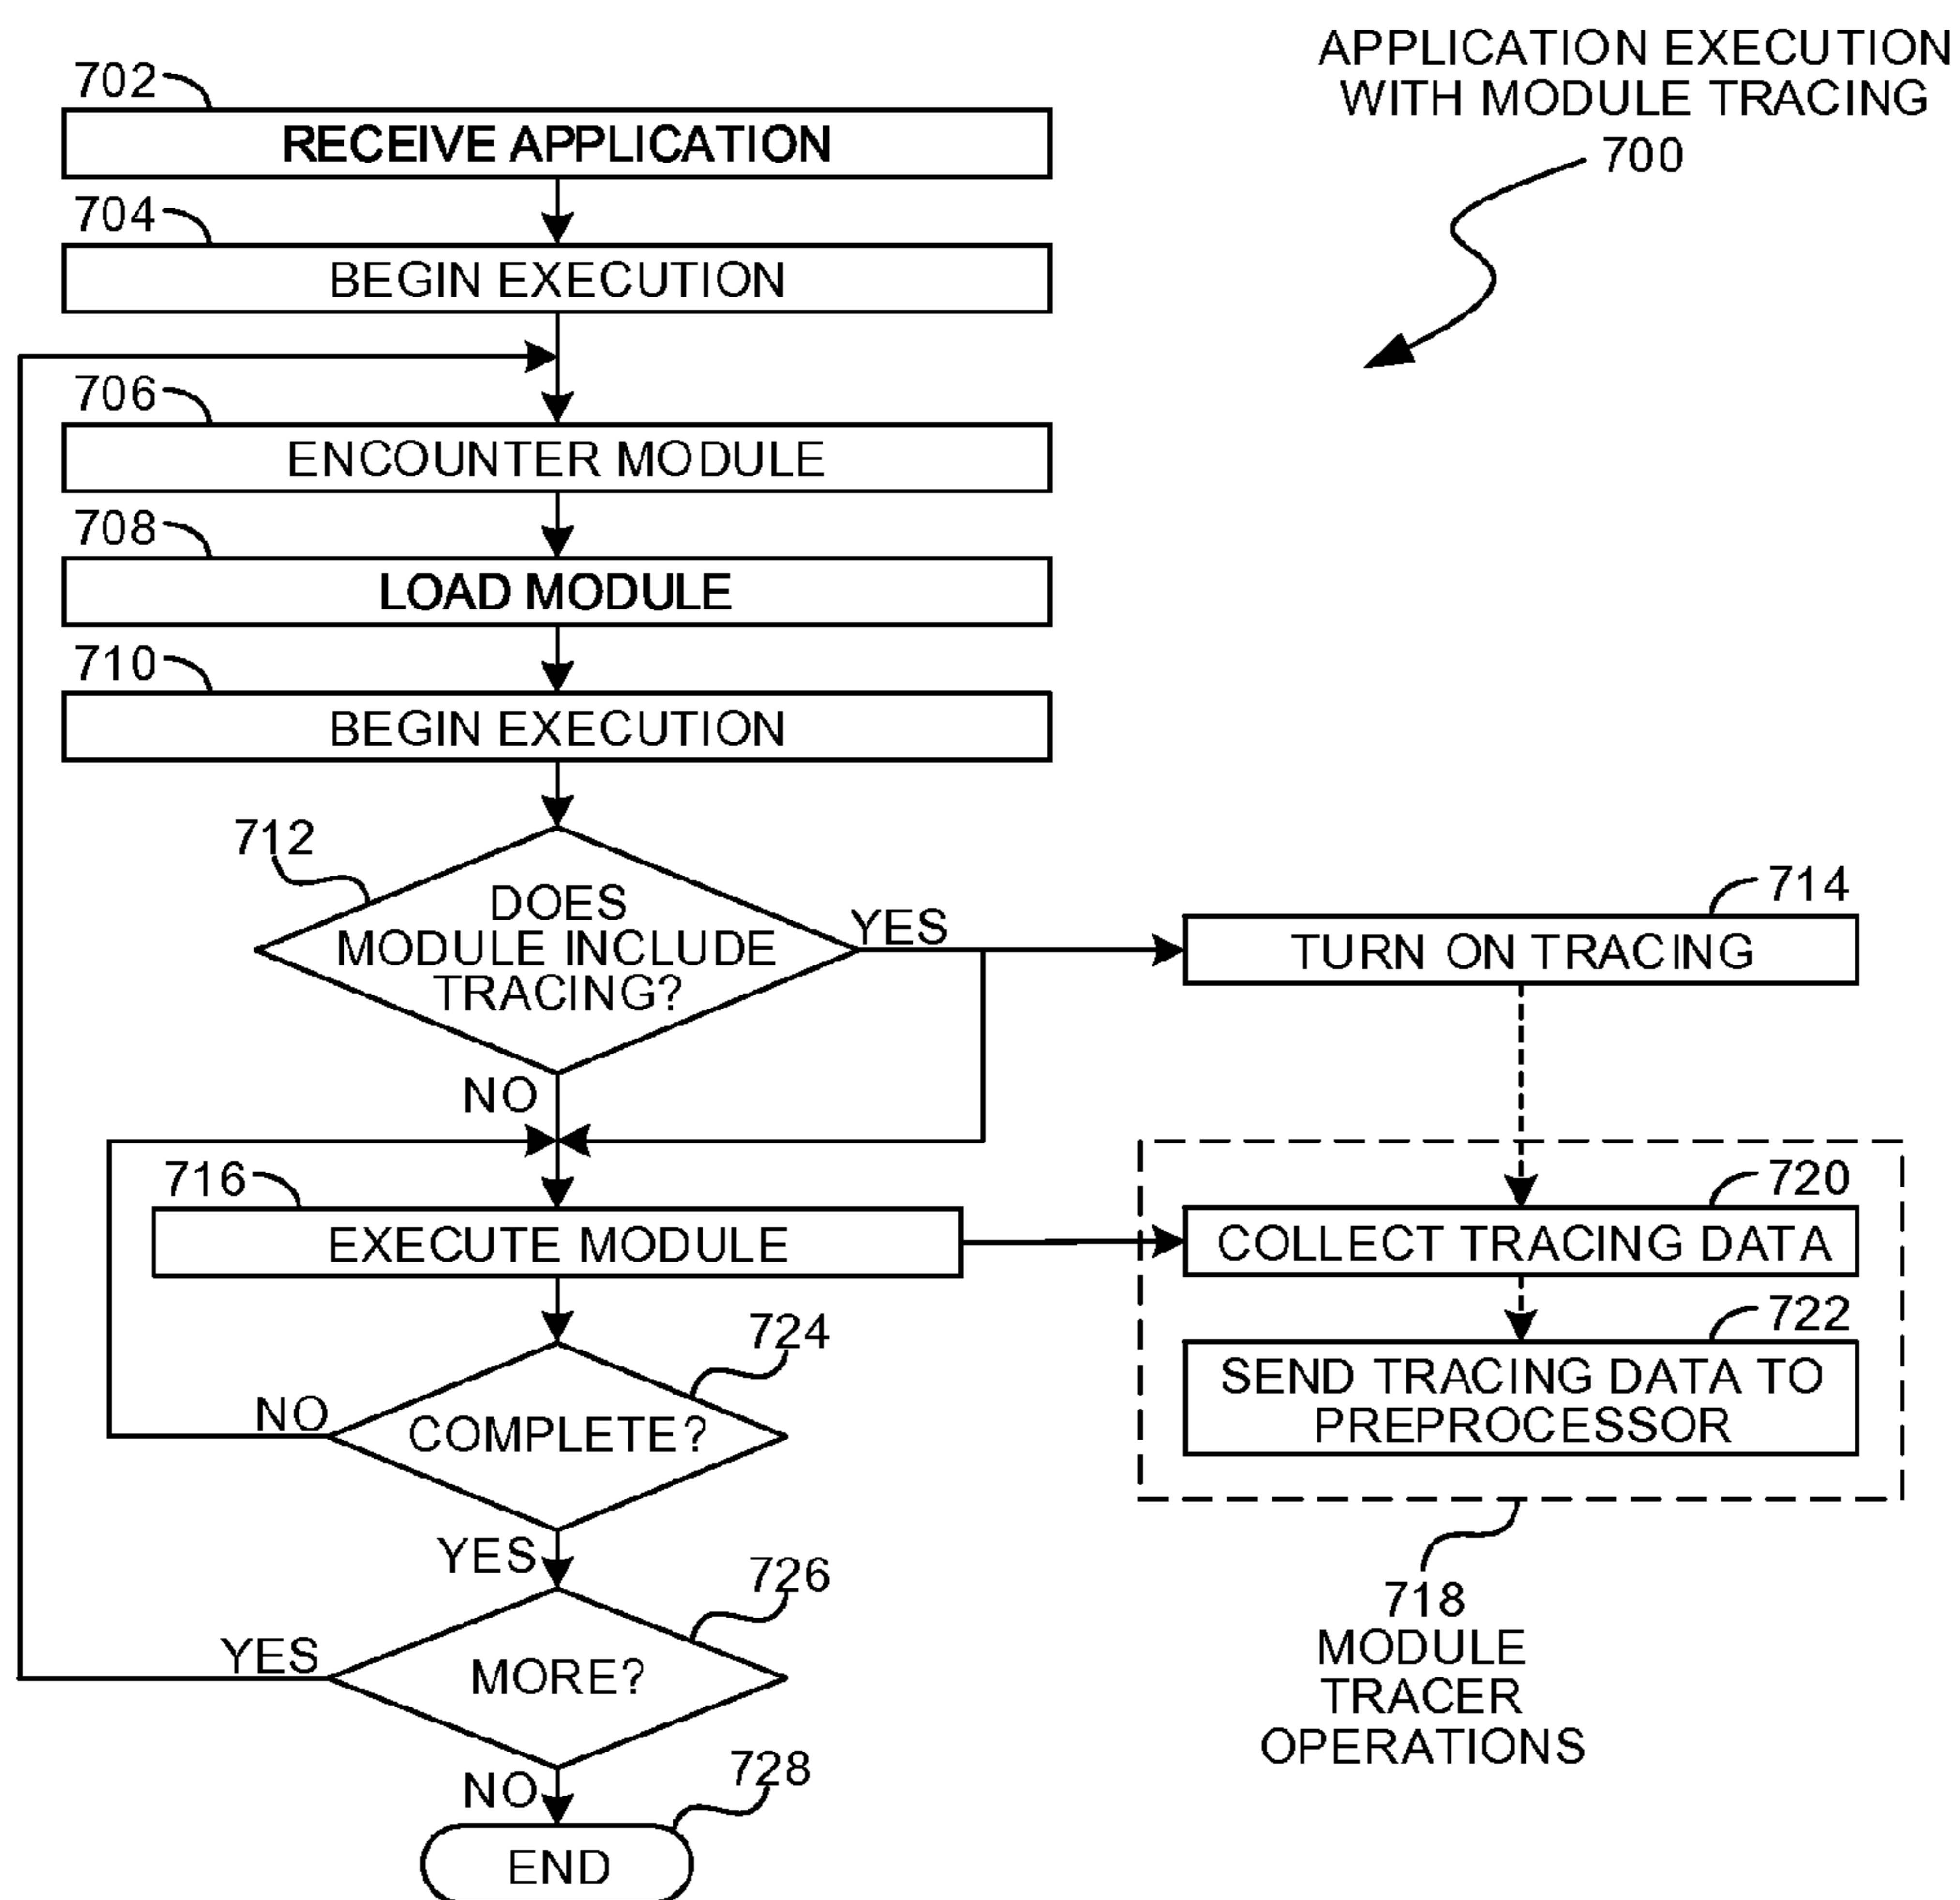 APPLICATION EXECUTION
WITH MODULE TRACING
700
702
RECEIVE APPLICATION
704
BEGIN EXECUTION
706
ENCOUNTER MODULE
708
LOAD MODULE
710
BEGIN EXECUTION
712
DOES
MODULE INCLUDE
TRACING?
YES
NO
714
TURN ON TRACING
716
EXECUTE MODULE
720
COLLECT TRACING DATA
722
SEND TRACING DATA TO
PREPROCESSOR
718
MODULE
TRACER
OPERATIONS
724
COMPLETE?
NO
YES
726
MORE?
YES
NO
728
END